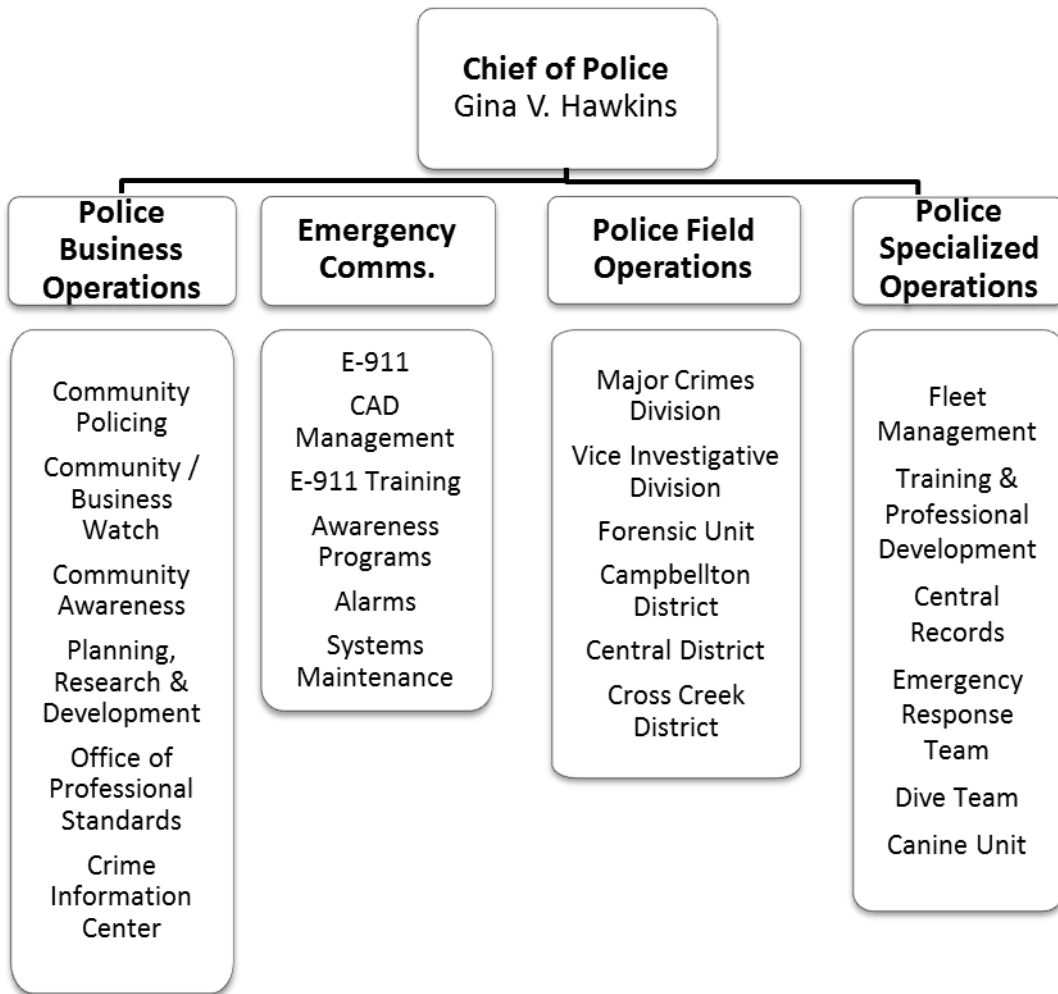 Chief of Police
Gina V. Hawkins
Police
Business
Operations
Emergency
Comms.
Police Field
Operations
Police
Specialized
Operations
Community
Policing
Community /
Business
Watch
Community
Awareness
Planning,
Research &
Development
Office of
Professional
Standards
Crime
Information
Center
E-911
CAD
Management
E-911 Training
Awareness
Programs
Alarms
Systems
Maintenance
Major Crimes
Division
Vice Investigative
Division
Forensic Unit
Campbellton
District
Central District
Cross Creek
District
Fleet
Management
Training &
Professional
Development
Central
Records
Emergency
Response
Team
Dive Team
Canine Unit